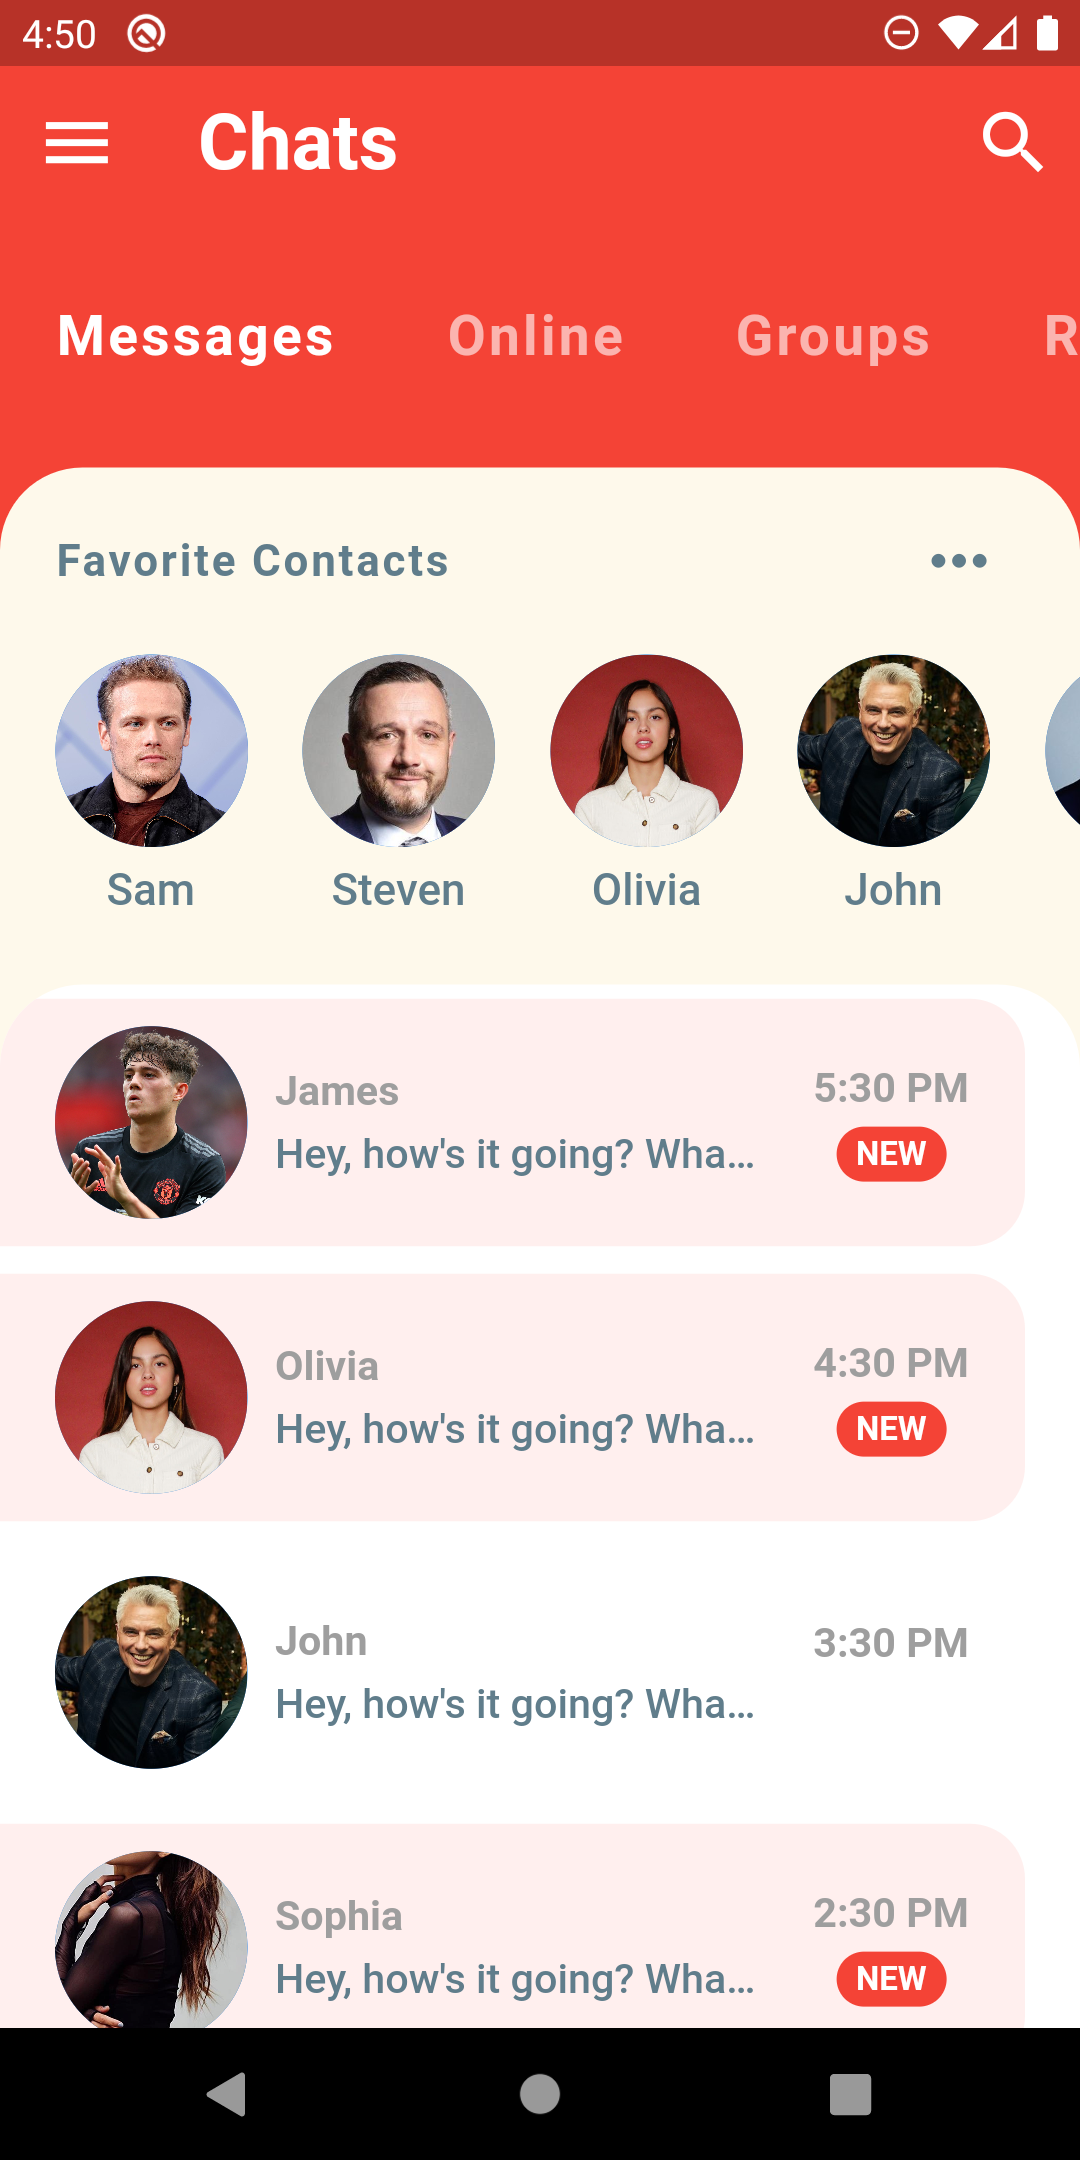 4:50
Chats
Messages Online Groups R
Favorite Contacts
Sam Steven Olivia John
James 5:30 PM
Hey, how's it going? Wha... NEW
Olivia 4:30 PM
Hey, how's it going? Wha... NEW
John 3:30 PM
Hey, how's it going? Wha...
Sophia 2:30 PM
Hey, how's it going? Wha... NEW